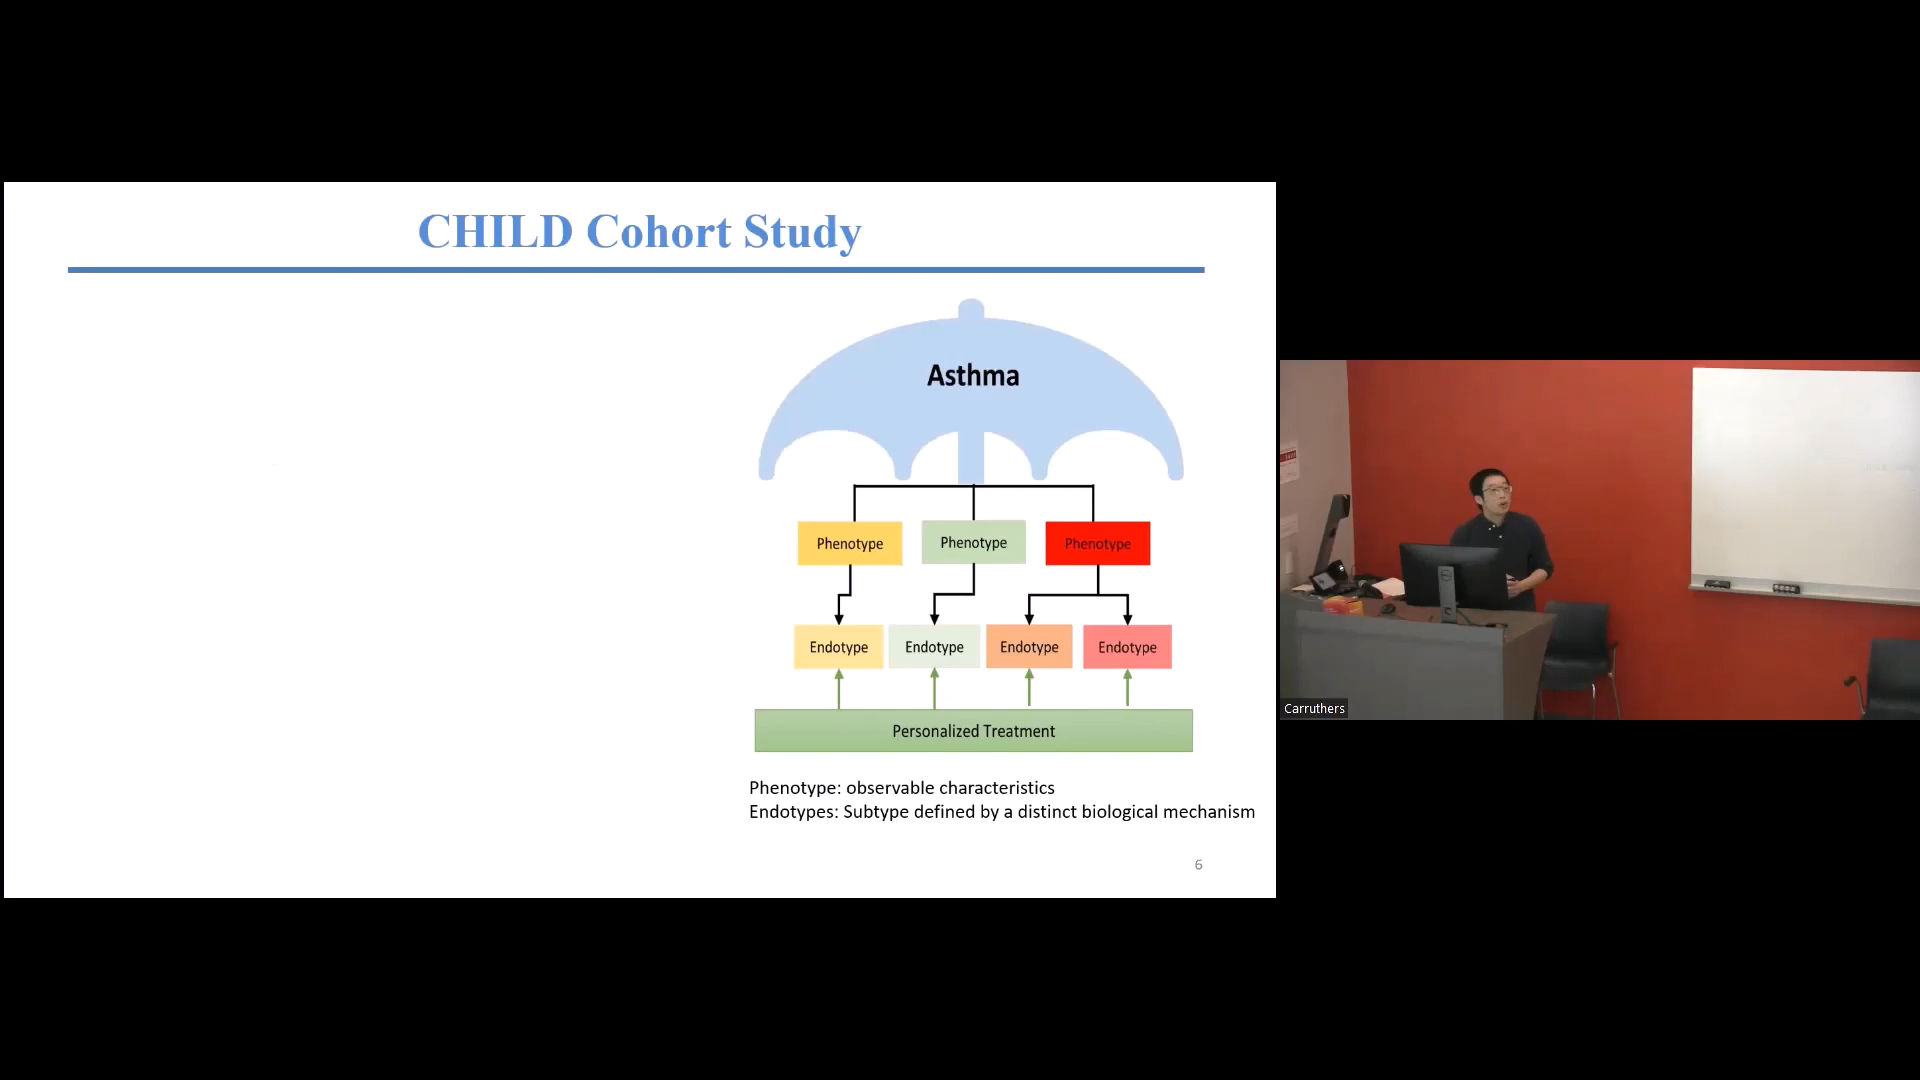 CHILD Cohort Study
Asthma
Phenotype
Phenotype
Phenotype
Endotype
Endotype
Endotype
Endotype
Personalized Treatment
Phenotype: observable characteristics
Endotypes: Subtype defined by a distinct biological mechanism
6
Carruthers